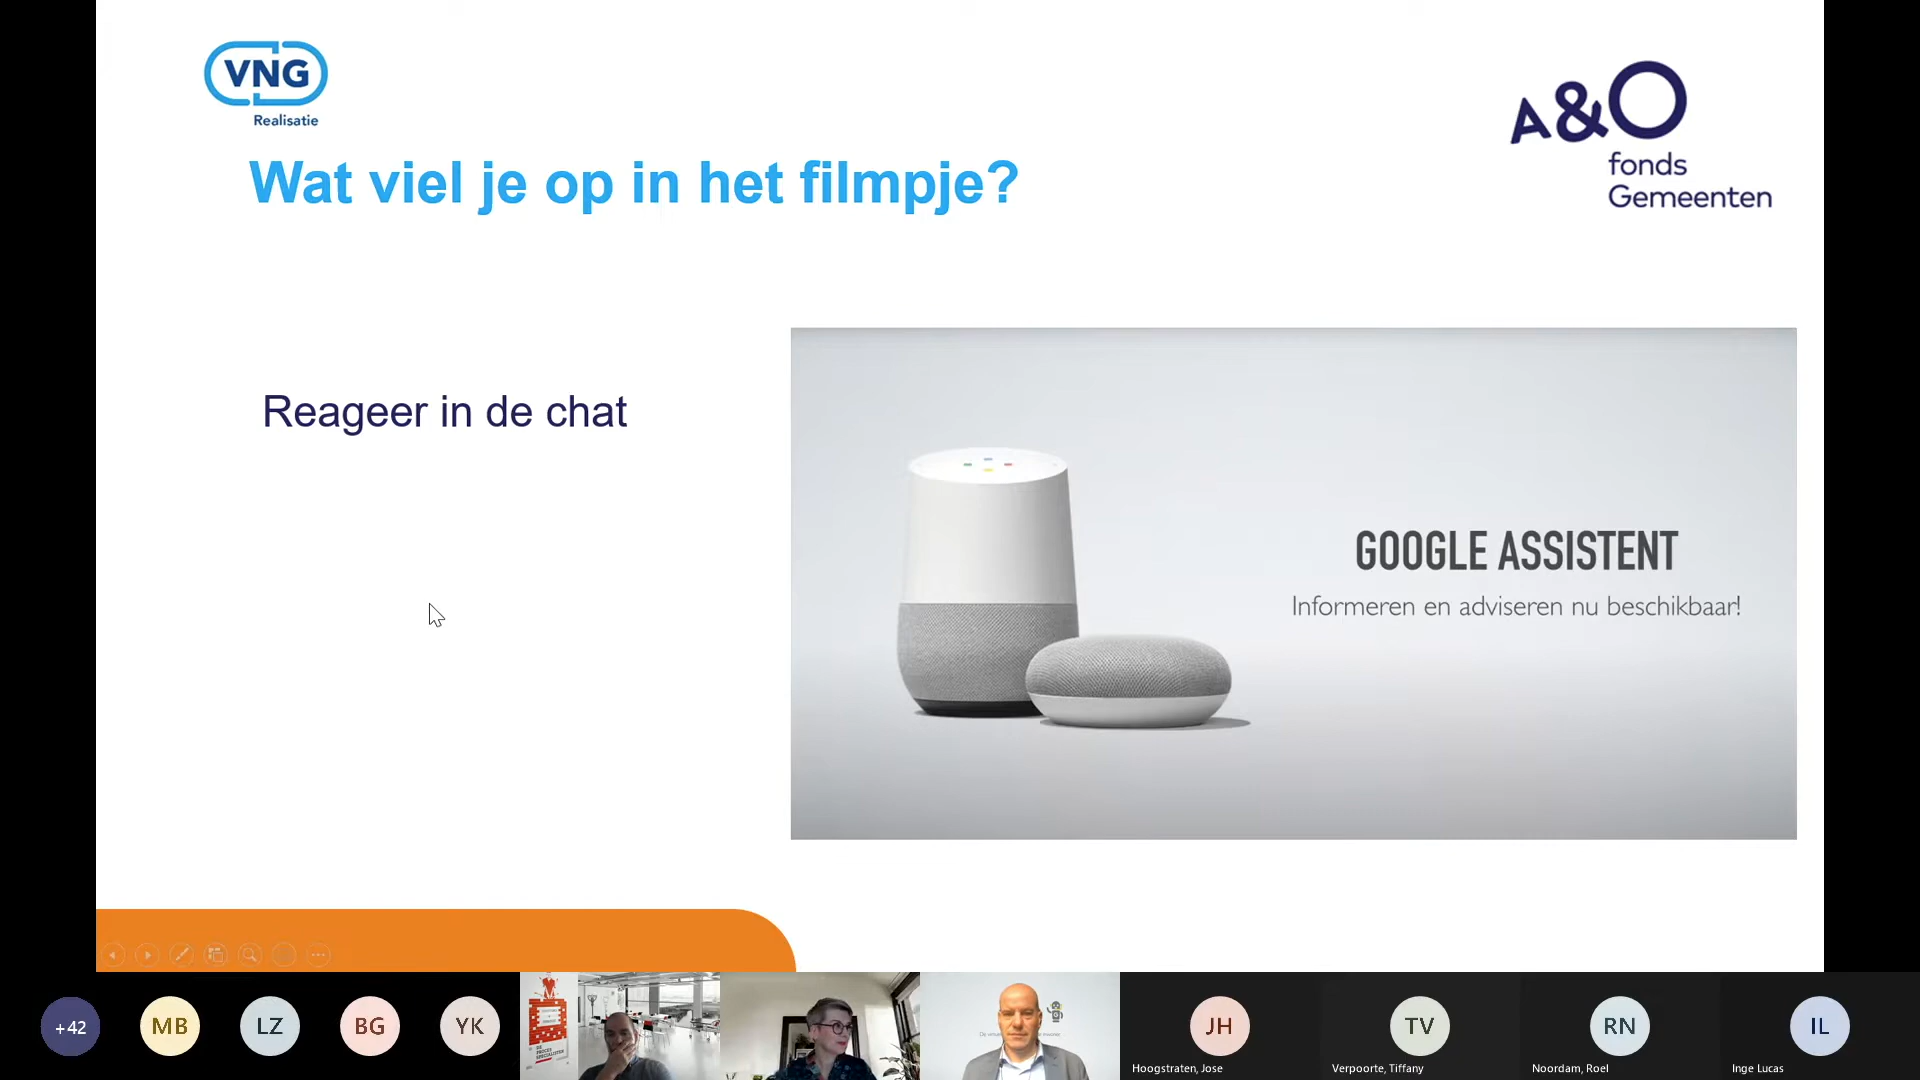 VNG
Realisatie
A&O
fonds
Gemeenten
Wat viel je op in het filmpje?
Reageer in de chat
GOOGLE ASSISTENT
Informeren en adviseren nu beschikbaar!
+42
MB
LZ
BG
YK
JH
TV
RN
IL
Hoogstraten, Jose
Verpoorte, Tiffany
Noordam, Roel
Inge Lucas